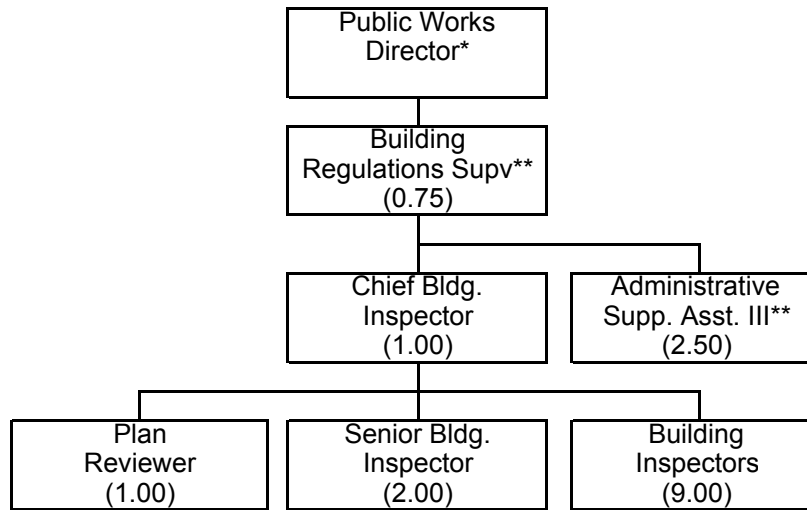 Public Works
Director*
Building
Regulations Supv**
(0.75)
Chief Bldg.
Inspector
(1.00)
Administrative
Supp. Asst. III**
(2.50)
Plan
Reviewer
(1.00)
Senior Bldg.
Inspector
(2.00)
Building
Inspectors
(9.00)